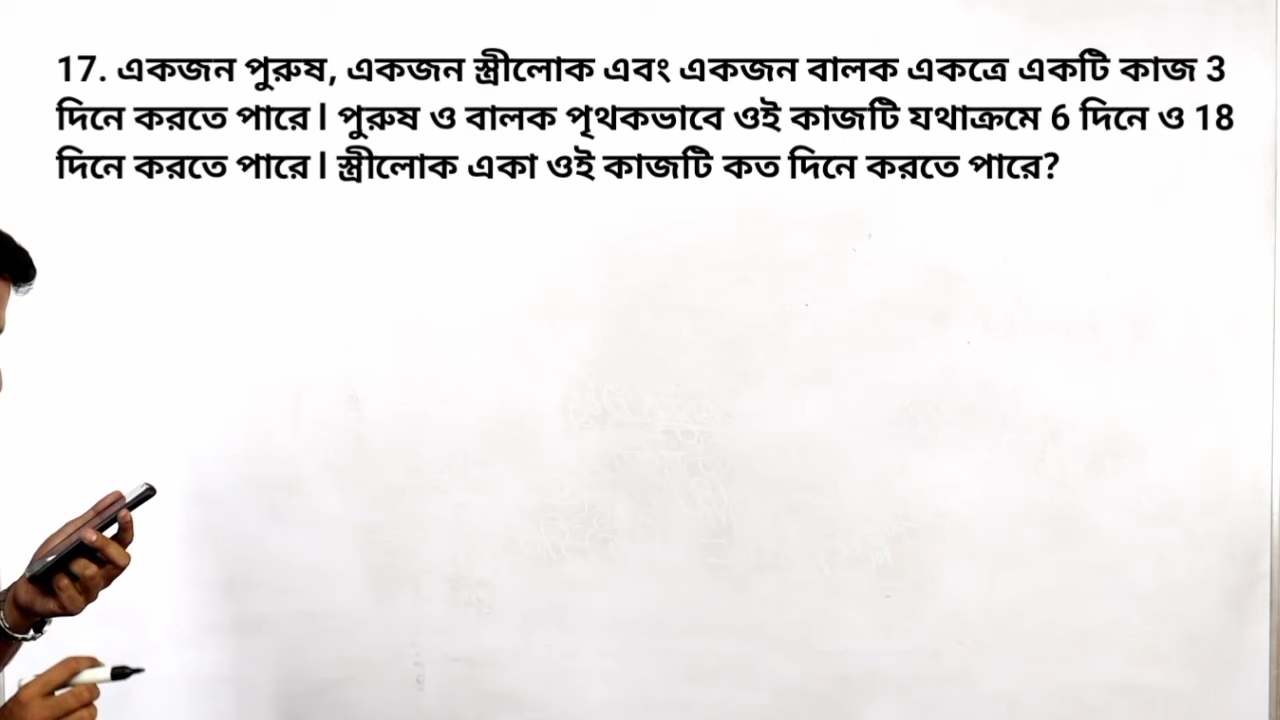 17. একজন পুরুষ, একজন স্ত্রীলোক এবং একজন বালক একত্রে একটি কাজ 3
দিনে করতে পারে l পুরুষ ও বালক পৃথকভাবে ওই কাজটি যথাক্রমে 6 দিনে ও 18
দিনে করতে পারে l স্ত্রীলোক একা ওই কাজটি কত দিনে করতে পারে?